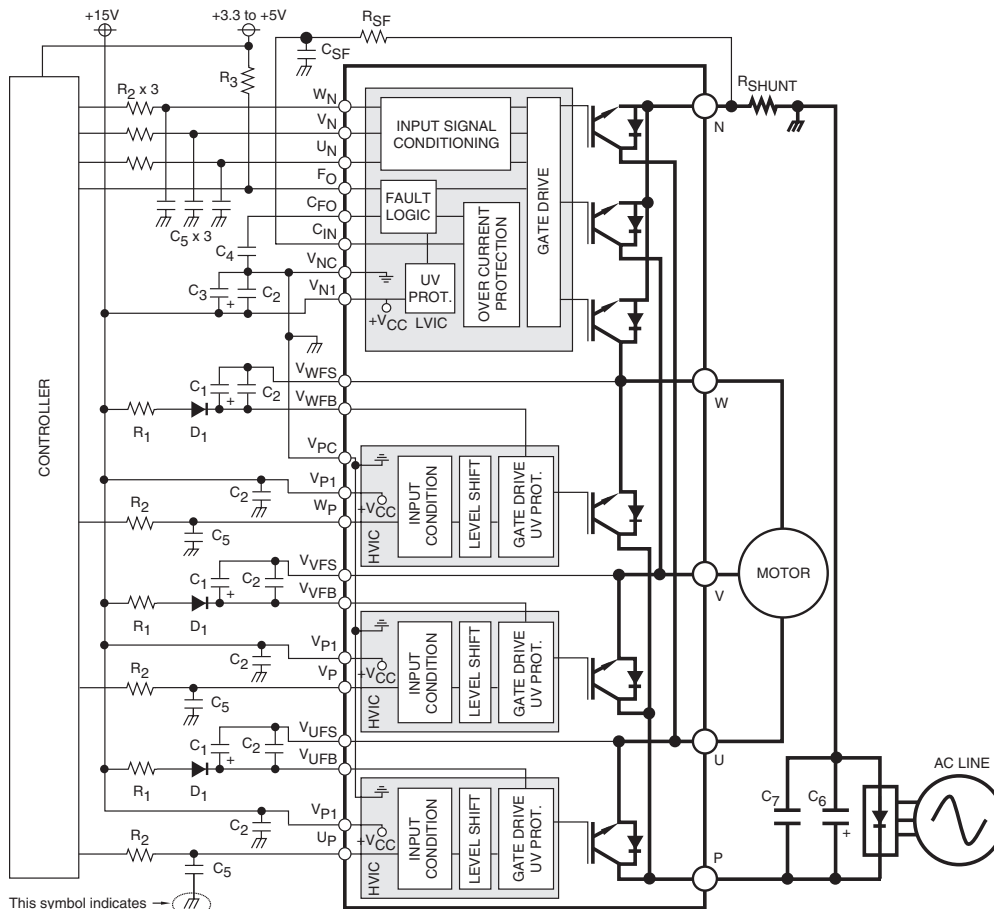 +15V
+3.3 to +5V
RSF
CSF
R3
R2 x 3
WN
VN
UN
FO
CFO
CIN
VNC
VN1
C5 x 3
C4
C3
+
C2
INPUT SIGNAL
CONDITIONING
FAULT
LOGIC
UV
PROT.
LVIC
+VCC
OVER CURRENT
PROTECTION
GATE DRIVE
N
RSHUNT
CONTROLLER
VWFS
C1
+
C2
VWFB
R1
D1
W
VPC
VP1
C2
WP
R2
C5
+VCC
HVIC
INPUT
CONDITION
LEVEL SHIFT
GATE DRIVE
UV PROT.
MOTOR
VVFS
C1
+
C2
VVFB
R1
D1
V
VP1
C2
VP
R2
C5
+VCC
HVIC
INPUT
CONDITION
LEVEL SHIFT
GATE DRIVE
UV PROT.
VUFS
C1
+
C2
VUFB
R1
D1
U
VP1
C2
UP
R2
C5
+VCC
HVIC
INPUT
CONDITION
LEVEL SHIFT
GATE DRIVE
UV PROT.
P
C7
C6
+
AC LINE
This symbol indicates